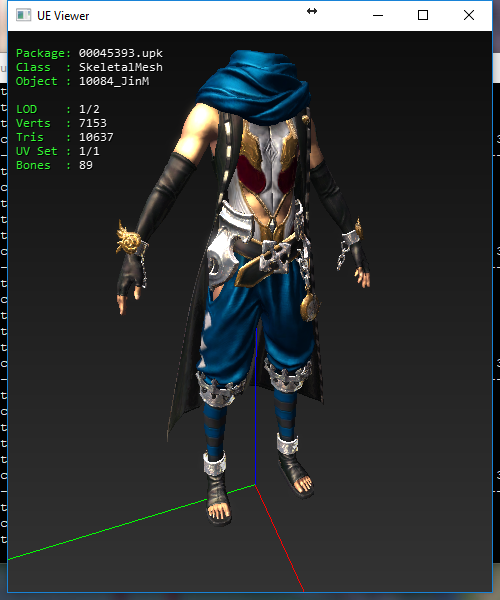 UE Viewer
Package: 00045393.upk
Class  : SkeletalMesh
Object : 10084_JinM
LOD    : 1/2
Verts  : 7153
Tris   : 10637
UV Set : 1/1
Bones  : 89